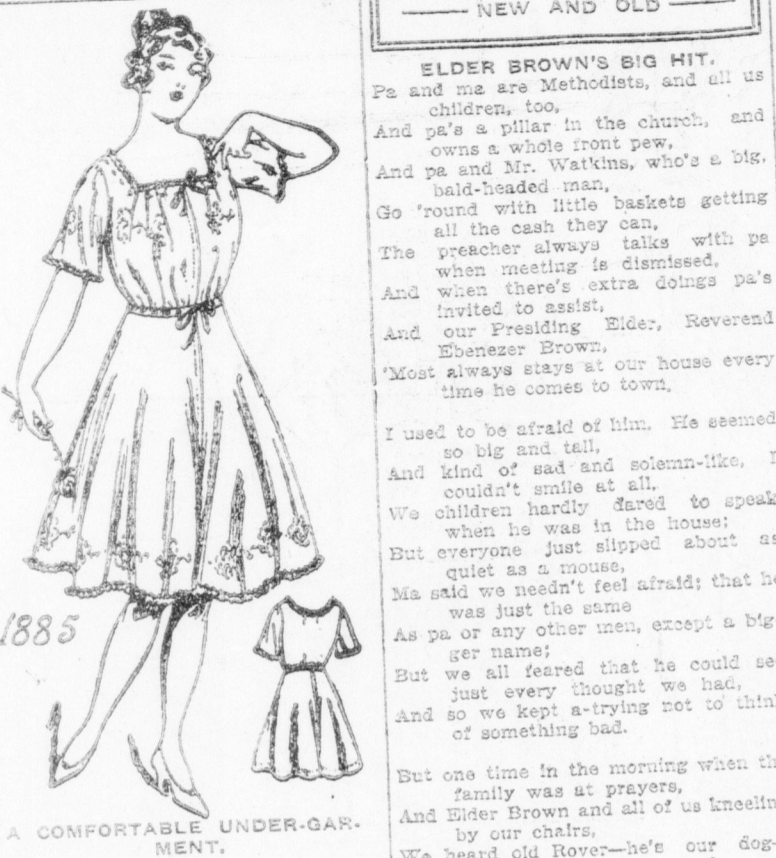 1885
A COMFORTABLE UNDER-GAR-
MENT.
NEW AND OLD
ELDER BROWN'S BIG HIT.
Pa and ma are Methodists, and all us
children, too,
And pa's a pillar in the church, and
owns a whole front pew,
And pa and Mr. Watkins, who's a big,
bald-headed man,
Go 'round with little baskets getting
all the cash they can,
The preacher always talks with pa
when meeting is dismissed,
And when there's extra doings pa's
invited to assist,
And our Presiding Elder, Reverend
Ebenezer Brown,
'Most always stays at our house every
time he comes to town.
I used to be afraid of him. He seemed
so big and tall,
And kind of sad and solemn-like, I
couldn't smile at all,
We children hardly dared to speak
when he was in the house;
But everyone just slipped about as
quiet as a mouse,
Ma said we needn't feel afraid; that he
was just the same
As pa or any other men, except a big-
ger name;
But we all feared that he could see
just every thought we had,
And so we kept a-trying not to think
of something bad.
But one time in the morning when th
family was at prayers,
And Elder Brown and all of us kneelin
by our chairs,
We heard old Rover—he's our dog